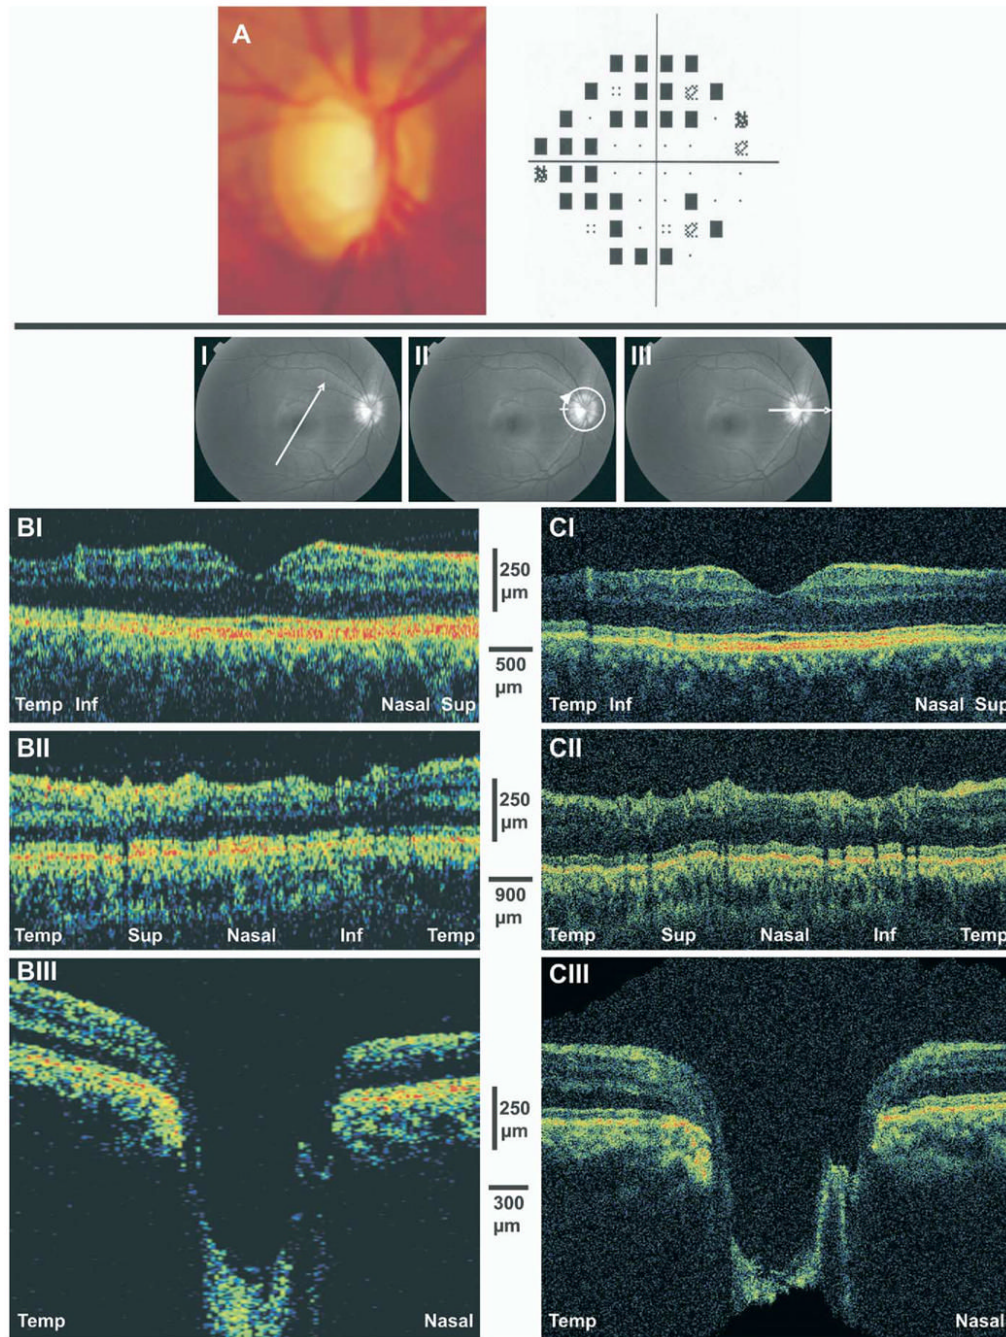 A
I
II
III
BI
CI
250
µm
500
µm
Temp Inf
Nasal Sup
Temp Inf
Nasal Sup
BII
CII
250
µm
900
µm
Temp Sup Nasal Inf Temp
Temp Sup Nasal Inf Temp
BIII
CIII
250
µm
300
µm
Temp
Nasal
Temp
Nasal